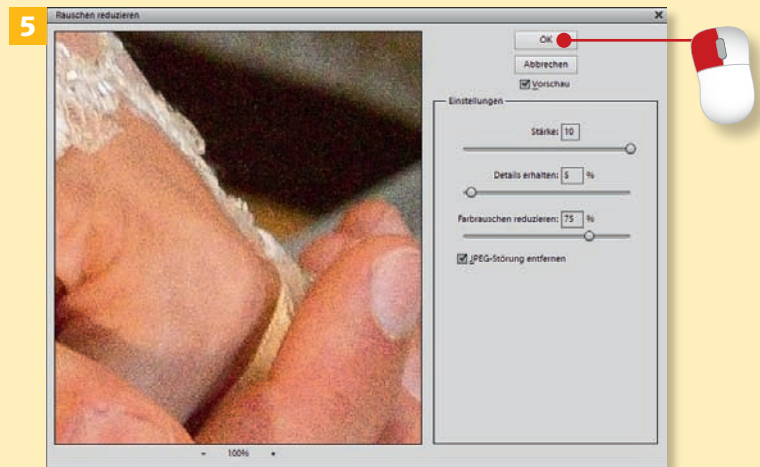 5
Rauschen reduzieren
OK
Abbrechen
Vorschau
Einstellungen
Stärke: 10
Details erhalten: 5 %
Farbrauschen reduzieren: 75 %
JPEG-Störung entfernen
- 100% +